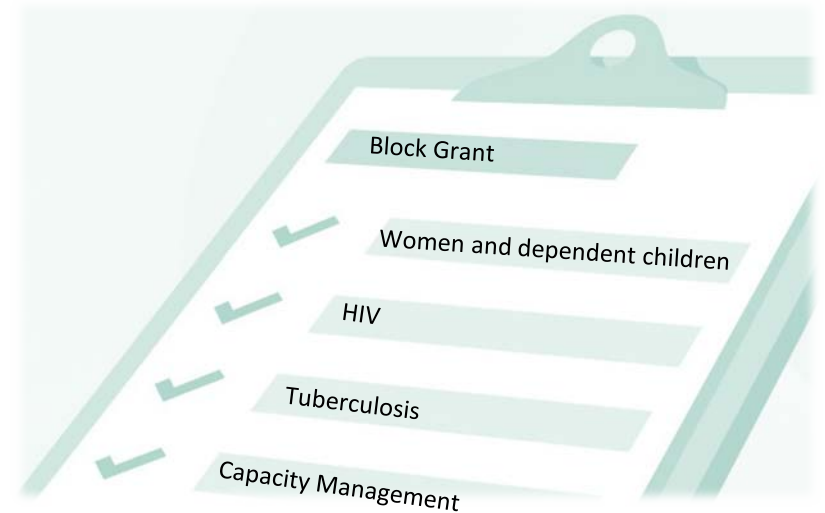 Block Grant
Women and dependent children
HIV
Tuberculosis
Capacity Management